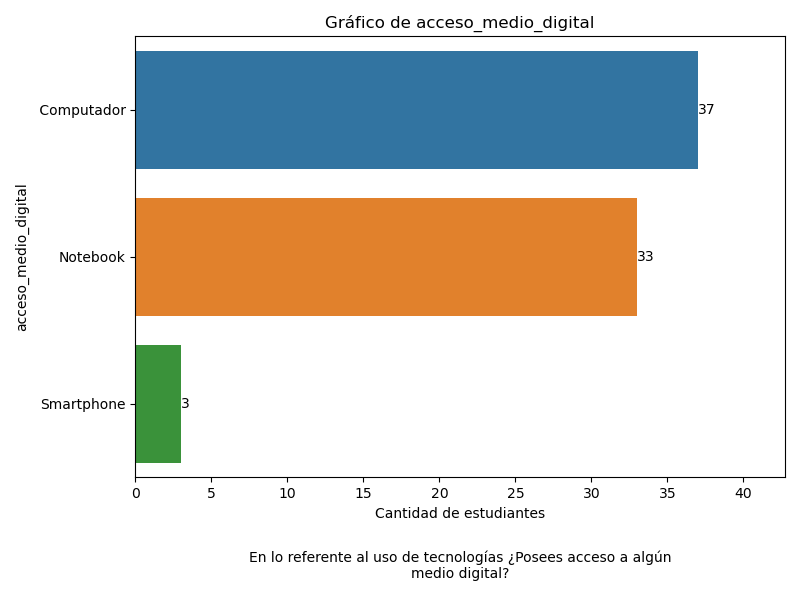 Gráfico de acceso_medio_digital
acceso_medio_digital
Computador
37
Notebook
33
Smartphone
3
0 5 10 15 20 25 30 35 40
Cantidad de estudiantes
En lo referente al uso de tecnologías ¿Posees acceso a algún
medio digital?